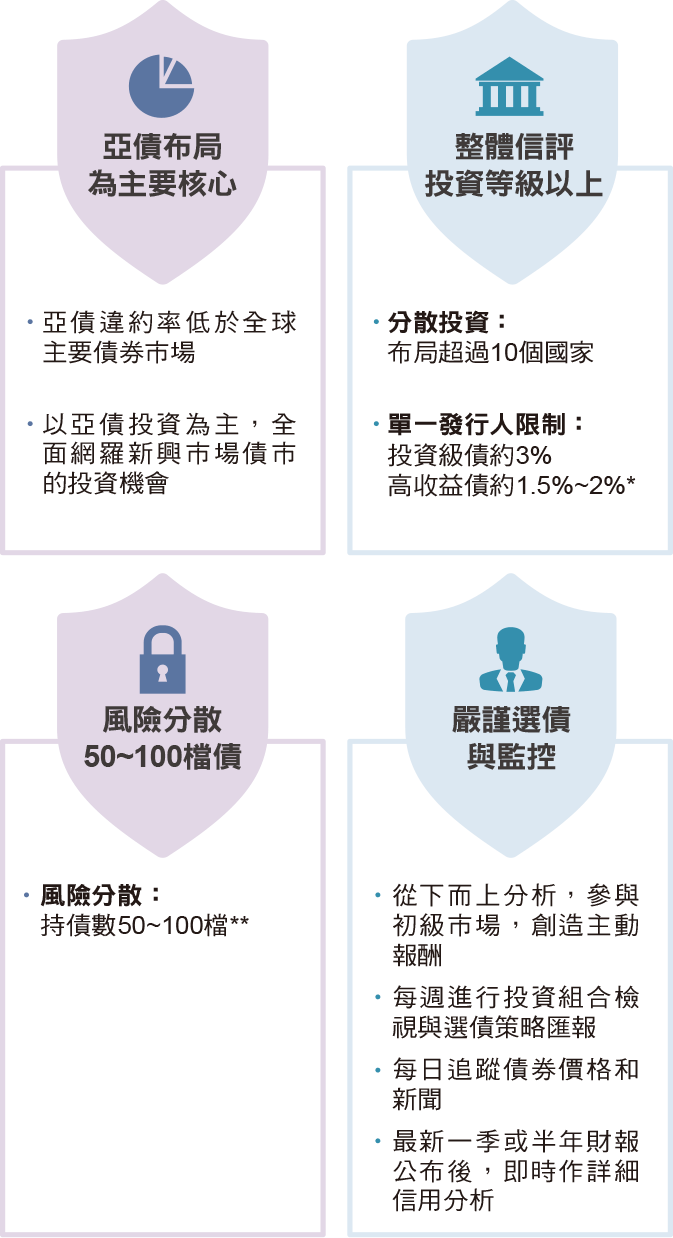 亞債布局
為主要核心
・亞債違約率低於全球
主要債券市場
・以亞債投資為主，全
面網羅新興市場債市
的投資機會
整體信評
投資等級以上
・分散投資：
布局超過10個國家
・單一發行人限制：
投資級債約3%
高收益債約1.5%~2%*
風險分散
50~100檔債
・風險分散：
持債數50~100檔**
嚴謹選債
與監控
・從下而上分析，參與
初級市場，創造主動
報酬
・每週進行投資組合檢
視與選債策略匯報
・每日追蹤債券價格和
新聞
・最新一季或半年財報
公布後，即時作詳細
信用分析